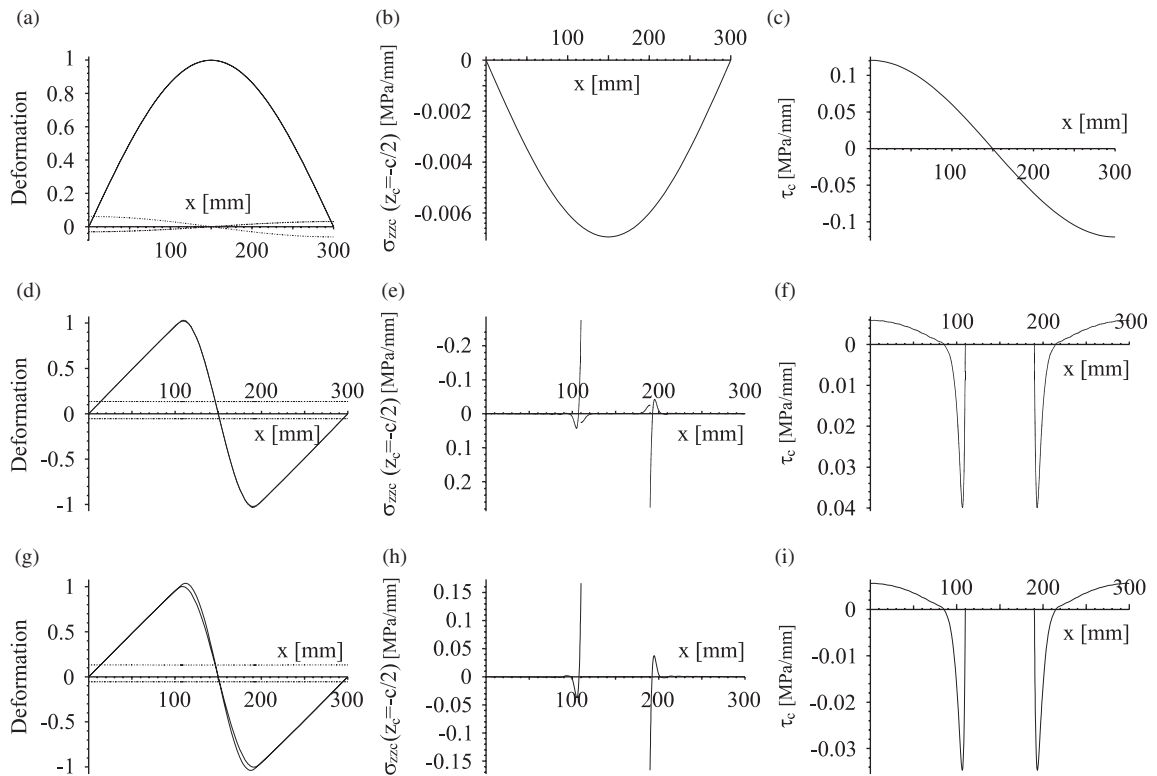 (a)
Deformation
1
0.8
0.6
0.4
0.2
0
x [mm]
100
200
300
(b)
σzzc (zc=-c/2) [MPa/mm]
100
200
300
0
x [mm]
-0.002
-0.004
-0.006
(c)
τc [MPa/mm]
0.1
0.05
0
-0.05
-0.1
x [mm]
100
200
300
(d)
Deformation
1
0.5
0
-0.5
-1
100
200
300
x [mm]
(e)
σzzc (zc=-c/2) [MPa/mm]
-0.2
-0.1
0
0.1
0.2
100
200
300
x [mm]
(f)
τc [MPa/mm]
0
0.01
0.02
0.03
0.04
100
200
300
x [mm]
(g)
Deformation
1
0.5
0
-0.5
-1
x [mm]
100
200
300
(h)
σzzc(zc=-c/2) [MPa/mm]
0.15
0.1
0.05
0
-0.05
-0.1
-0.15
x [mm]
100
200
300
(i)
τc [MPa/mm]
0
-0.01
-0.02
-0.03
100
200
300
x [mm]